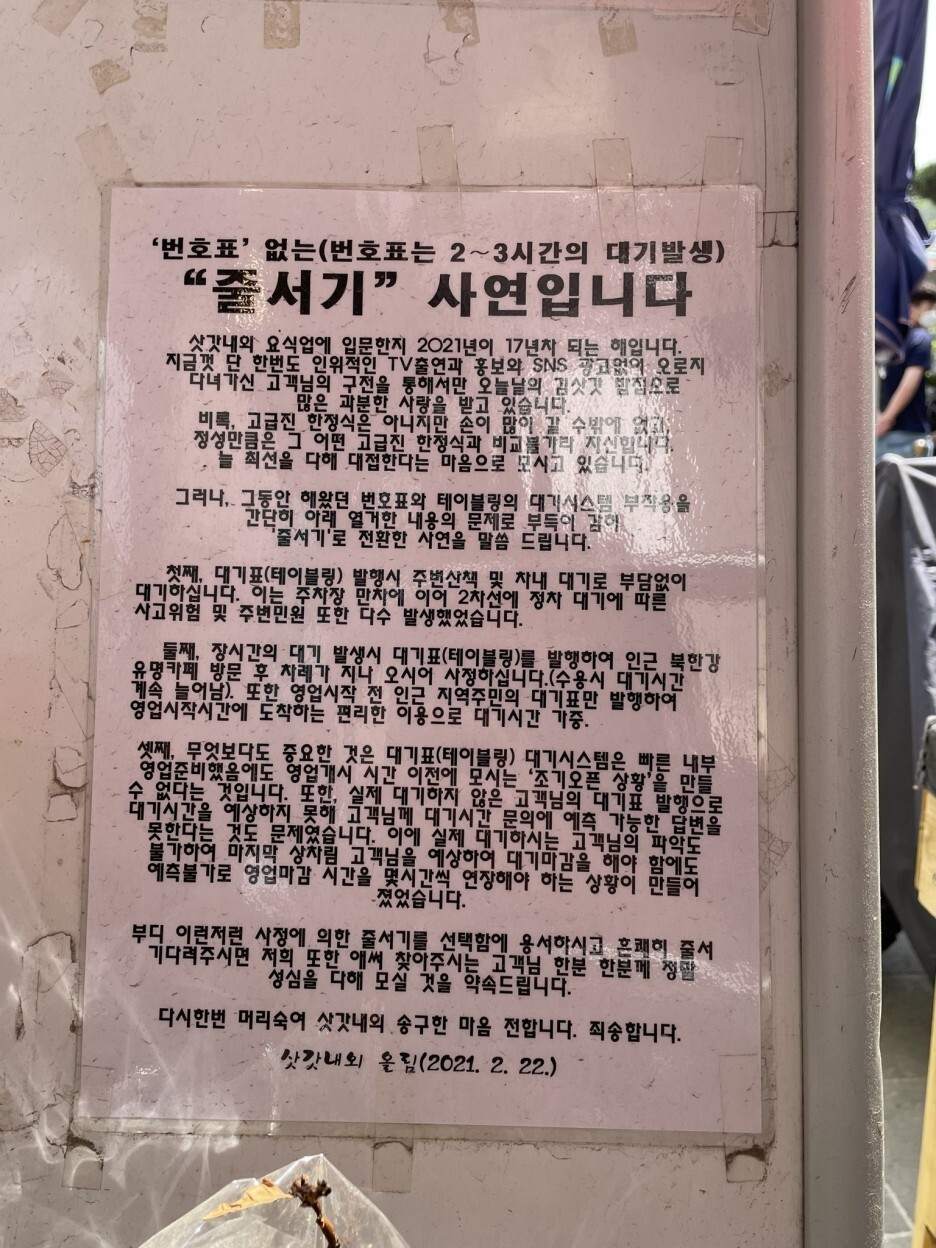 ‘번호표’ 없는(번호표는 2~3시간의 대기발생)
“줄서기” 사연입니다
삿갓내외 요식업에 입문한지 2021년이 17년차 되는 해입니다.
지금껏 단 한번도 인위적인 TV출연과 홍보와 SNS 광고없이 오로지
다녀가신 고객님의 구전을 통해서만 오늘날의 김삿갓 밥집으로
많은 과분한 사랑을 받고 있습니다.
비록, 고급진 한정식은 아니지만 손이 많이 갈 수밖에 없고,
정성만큼은 그 어떤 고급진 한정식과 비교불가라 자신합니다.
늘 최선을 다해 대접한다는 마음으로 모시고 있습니다.
그러나, 그동안 해왔던 번호표와 테이블링의 대기시스템 부작용을
간단히 아래 열거한 내용의 문제로 부득이 감히
'줄서기'로 전환한 사연을 말씀 드립니다.
첫째, 대기표(테이블링) 발행시 주변산책 및 차내 대기로 부담없이
대기하십니다. 이는 주차장 만차에 이어 2차선에 정차 대기에 따른
사고위험 및 주변민원 또한 다수 발생했었습니다.
둘째, 장시간의 대기 발생시 대기표(테이블링)를 발행하여 인근 북한강
유명카페 방문 후 차례가 지나 오시어 사정하십니다.(수용시 대기시간
계속 늘어남). 또한 영업시작 전 인근 지역주민의 대기표만 발행하여
영업시작시간에 도착하는 편리한 이용으로 대기시간 가중.
셋째, 무엇보다도 중요한 것은 대기표(테이블링) 대기시스템은 빠른 내부
영업준비했음에도 영업개시 시간 이전에 모시는 '조기오픈 상황'을 만들
수 없다는 것입니다. 또한, 실제 대기하지 않은 고객님의 대기표 발행으로
대기시간을 예상하지 못해 고객님께 대기시간 문의에 예측 가능한 답변을
못한다는 것도 문제였습니다. 이에 실제 대기하시는 고객님의 파악도
불가하여 마지막 상차림 고객님을 예상하여 대기마감을 해야 함에도
예측불가로 영업마감 시간을 몇시간씩 연장해야 하는 상황이 만들어
졌었습니다.
부디 이런저런 사정에 의한 줄서기를 선택함에 용서하시고 흔쾌히 줄서
기다려주시면 저희 또한 애써 찾아주시는 고객님 한분 한분께 정말
성심을 다해 모실 것을 약속드립니다.
다시한번 머리숙여 삿갓내외 송구한 마음 전합니다. 죄송합니다.
삿갓내외 올림(2021. 2. 22.)